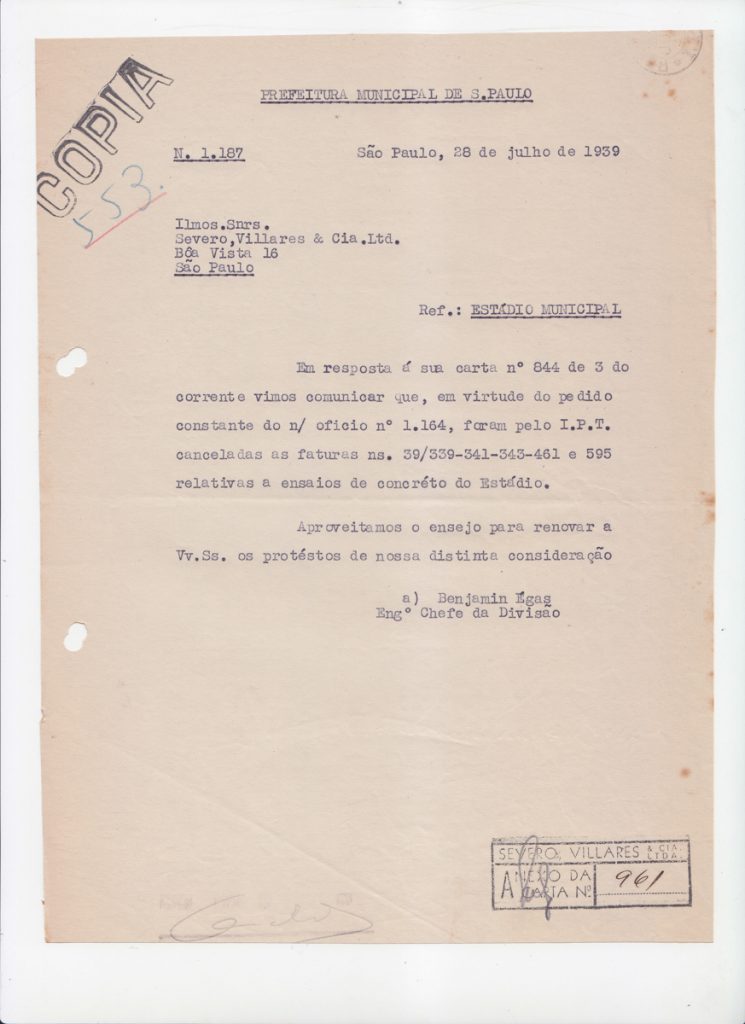 COPIA
553.
PREFEITURA MUNICIPAL DE S.PAULO
N. 1.187 São Paulo, 28 de julho de 1939
Ilmos.Snrs.
Severo,Villares & Cia.Ltd.
Bôa Vista 16
São Paulo
Ref.: ESTÁDIO MUNICIPAL
Em resposta á sua carta nº 844 de 3 do
corrente vimos comunicar que, em virtude do pedido
constante do n/ oficio nº 1.164, foram pelo I.P.T.
canceladas as faturas ns. 39/339-341-343-461 e 595
relativas a ensaios de concréto do Estádio.
Aproveitamos o ensejo para renovar a
Vv.Ss. os protéstos de nossa distinta consideração
a) Benjamin Égas
Engº Chefe da Divisão
SEVERO, VILLARES & CIA. LTDA.
ANEXO DA
CARTA Nº 961